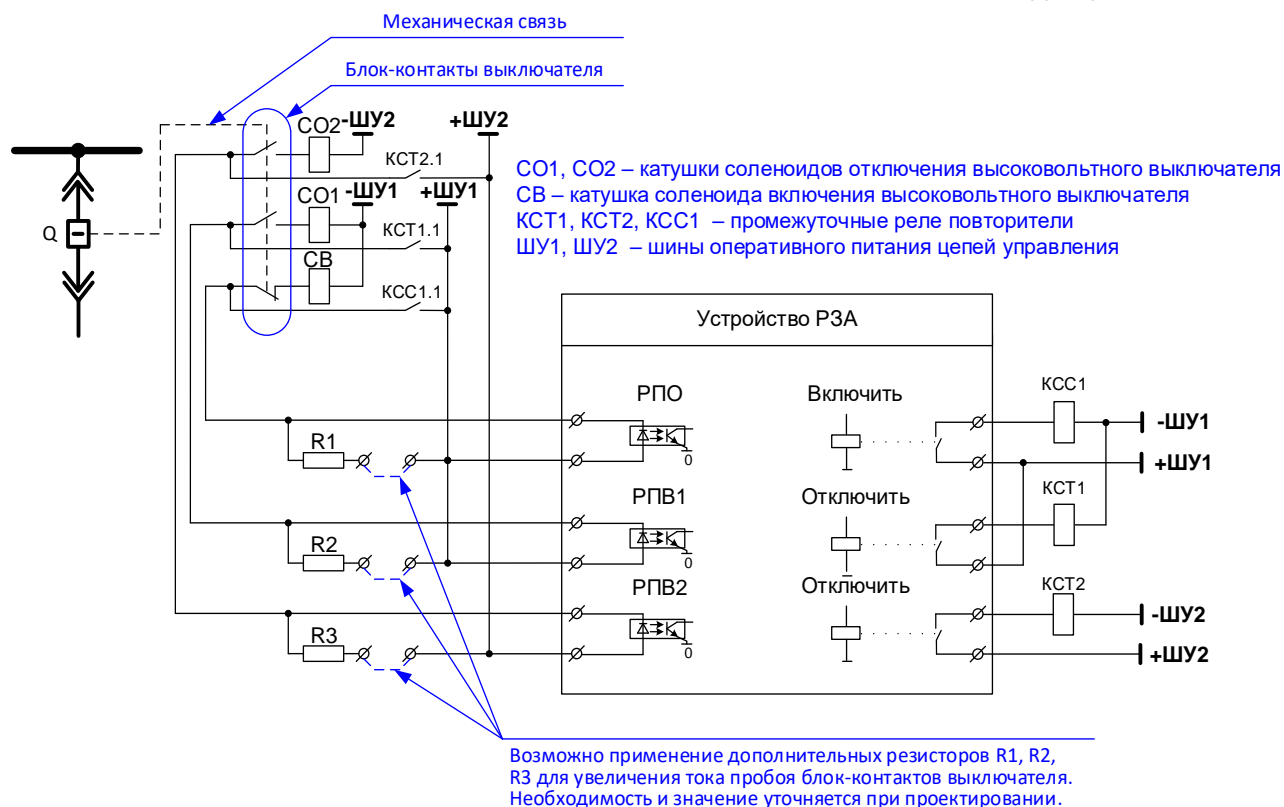 Механическая связь
Блок-контакты выключателя
СО2
-ШУ2
+ШУ2
КСТ2.1
СО1
-ШУ1
+ШУ1
КСТ1.1
СВ
КСС1.1
Q
СО1, СО2 – катушки соленоидов отключения высоковольтного выключателя
СВ – катушка соленоида включения высоковольтного выключателя
КСТ1, КСТ2, КСС1 – промежуточные реле повторители
ШУ1, ШУ2 – шины оперативного питания цепей управления
Устройство РЗА
РПО
Включить
КСС1
-ШУ1
R1
0
+ШУ1
РПВ1
Отключить
КСТ1
R2
0
РПВ2
Отключить
КСТ2
-ШУ2
R3
0
+ШУ2
Возможно применение дополнительных резисторов R1, R2,
R3 для увеличения тока пробоя блок-контактов выключателя.
Необходимость и значение уточняется при проектировании.